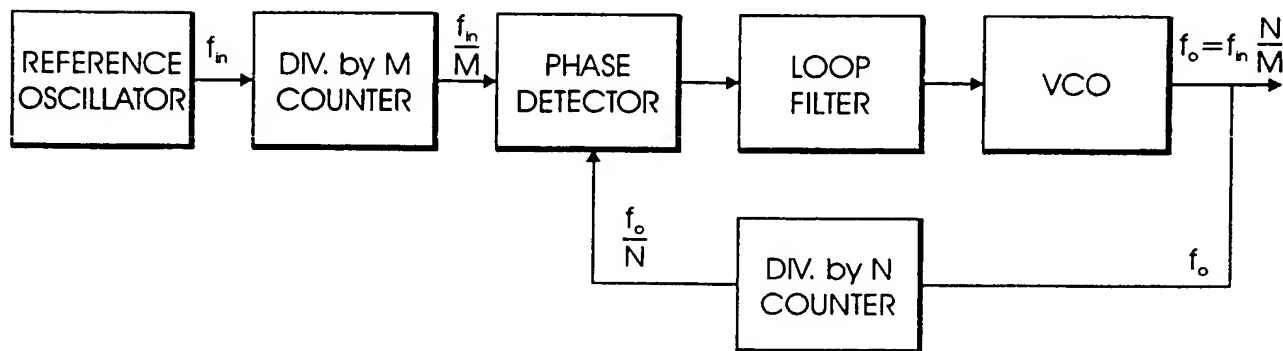 REFERENCE
OSCILLATOR
f_in
DIV. by M
COUNTER
f_in
M
PHASE
DETECTOR
LOOP
FILTER
VCO
f_o=f_in N
M
f_o
N
DIV. by N
COUNTER
f_o